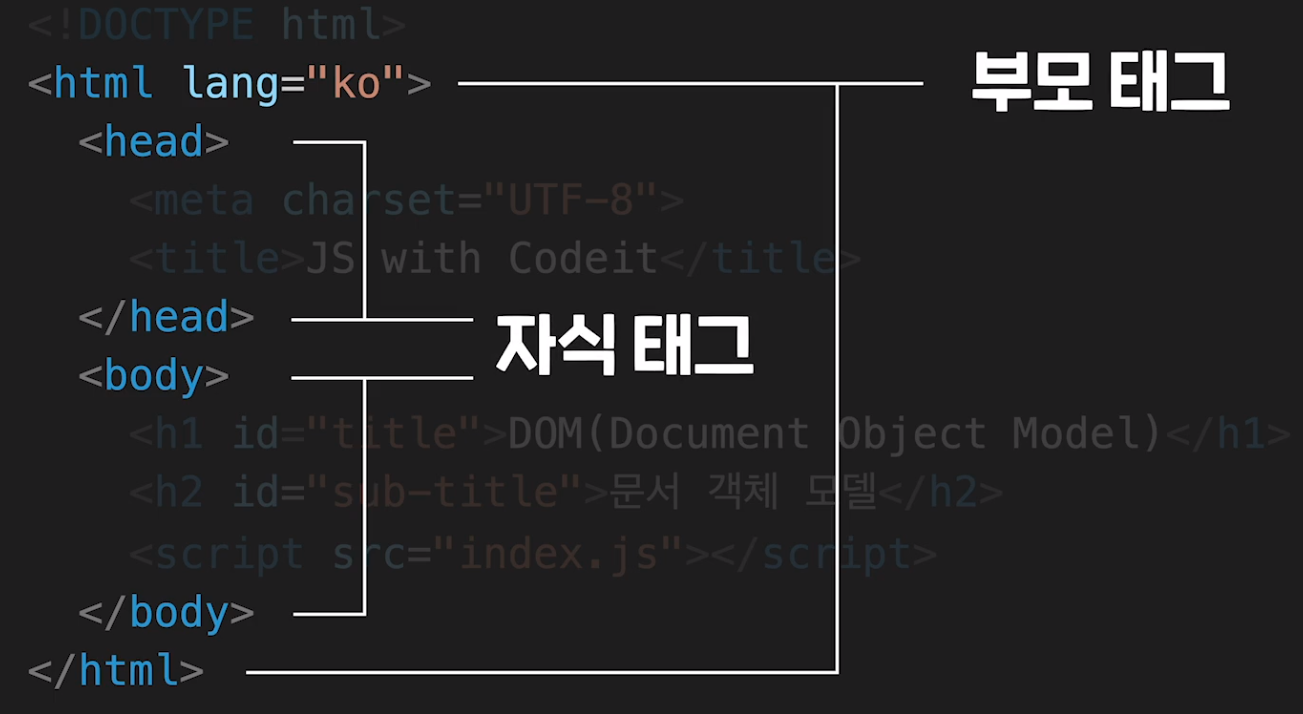 <!DOCTYPE html>
<html lang="ko">
부모 태그
<head>
<meta charset="UTF-8">
<title>JS with Codeit</title>
</head>
자식 태그
<body>
<h1 id="title">DOM(Document Object Model)</h1>
<h2 id="sub-title">문서 객체 모델</h2>
<script src="index.js"></script>
</body>
</html>